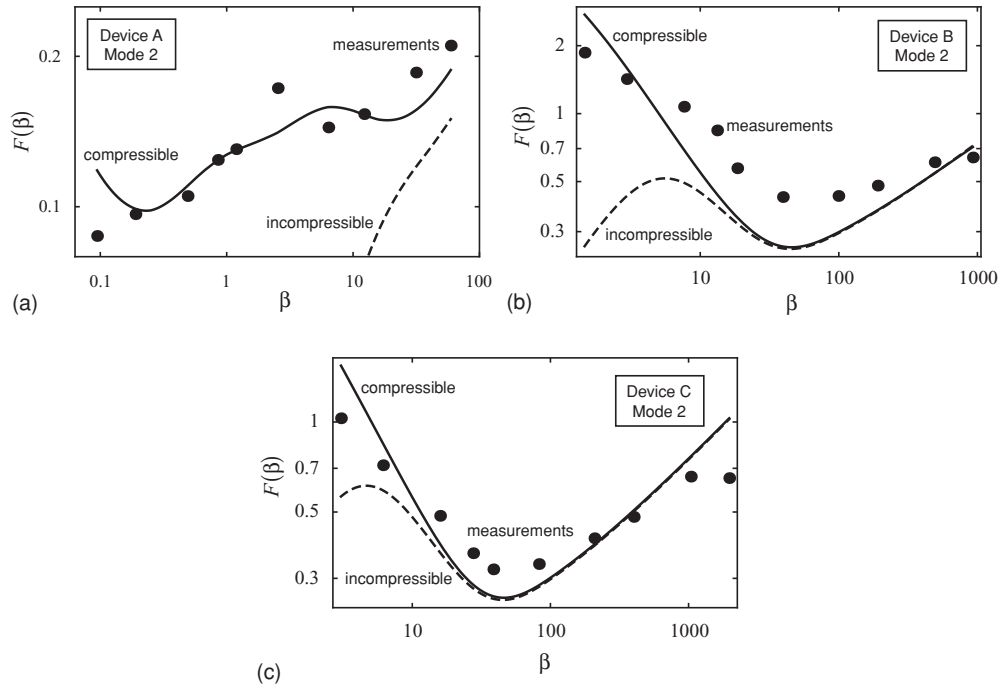 Device A
Mode 2
measurements
compressible
incompressible
0.2
0.1
F(β)
0.1
1
10
100
β
(a)
Device B
Mode 2
compressible
measurements
incompressible
2
1
0.7
0.5
0.3
F(β)
10
100
1000
β
(b)
Device C
Mode 2
compressible
measurements
incompressible
1
0.7
0.5
0.3
F(β)
10
100
1000
β
(c)